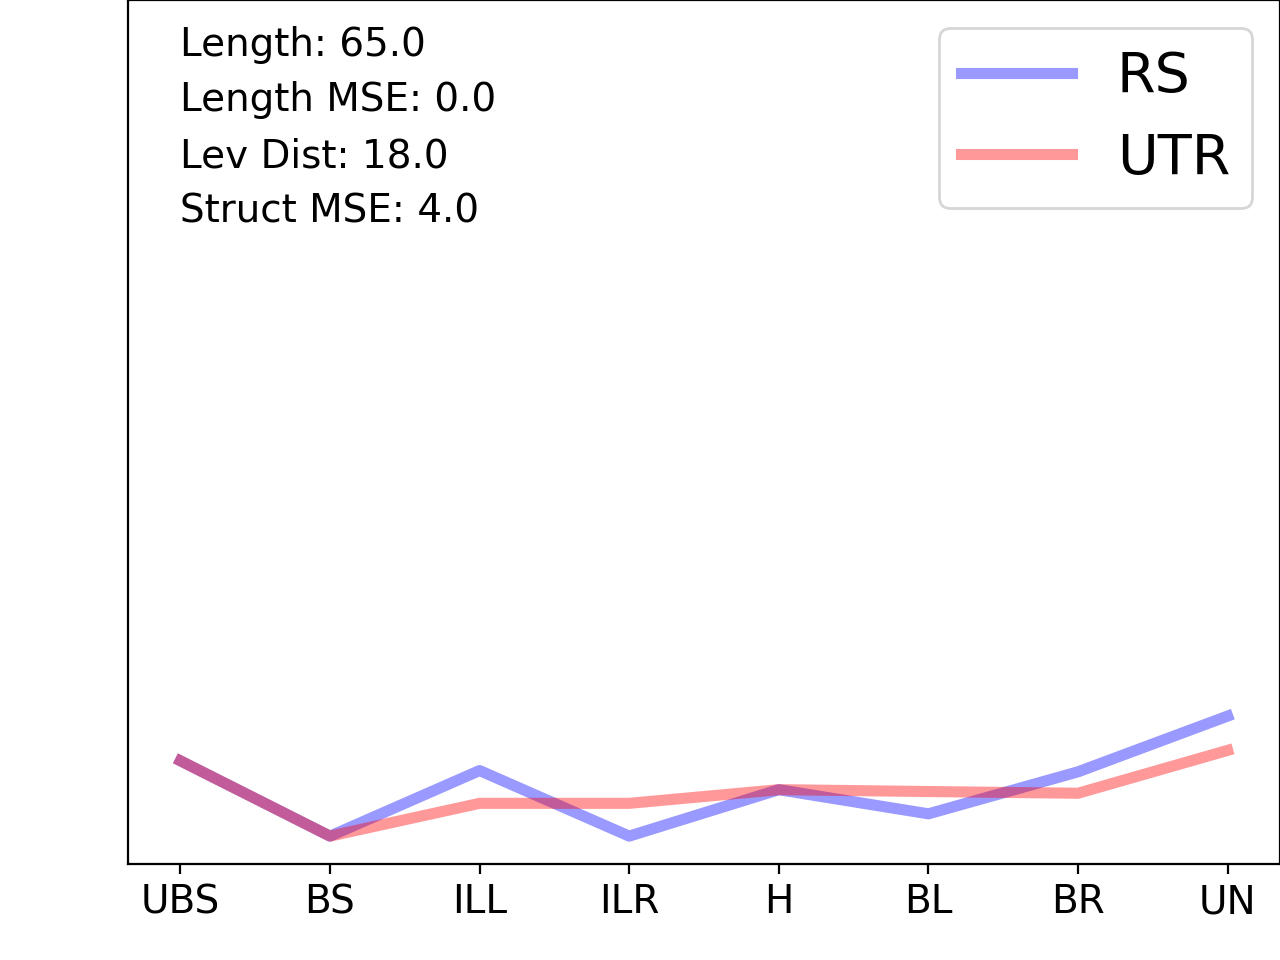 Length: 65.0
Length MSE: 0.0
Lev Dist: 18.0
Struct MSE: 4.0
RS
UTR
UBS BS ILL ILR H BL BR UN